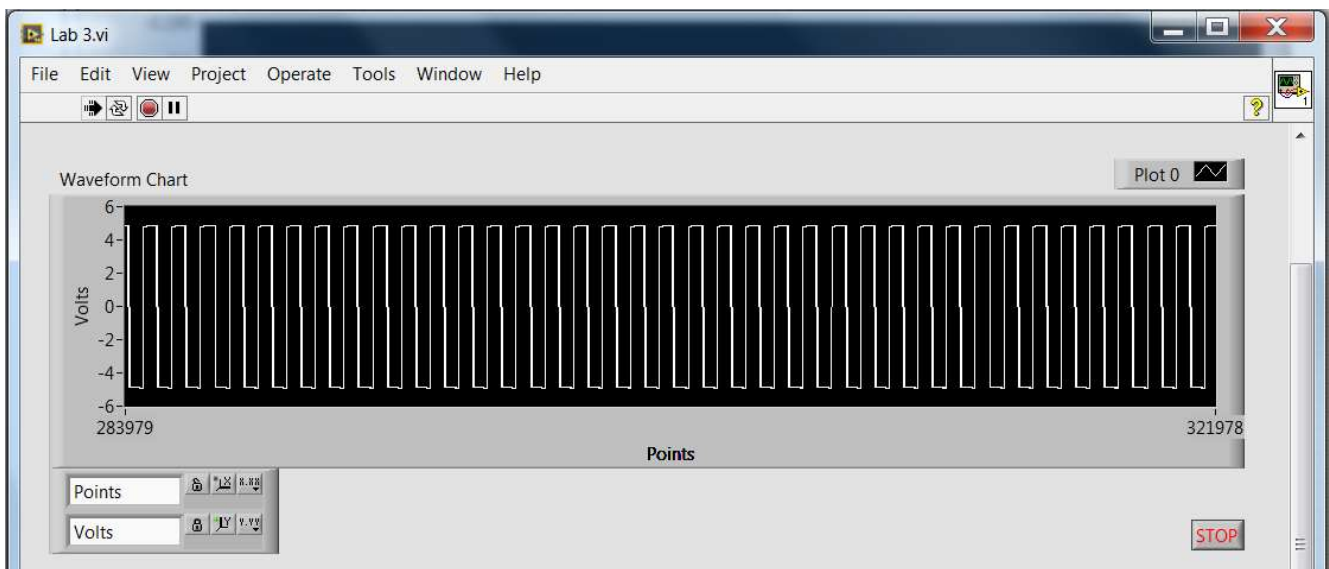 Lab 3.vi
File Edit View Project Operate Tools Window Help
1
Waveform Chart
Plot 0
6
4
2
0
-2
-4
-6
Volts
283979
321978
Points
Points
Volts
STOP